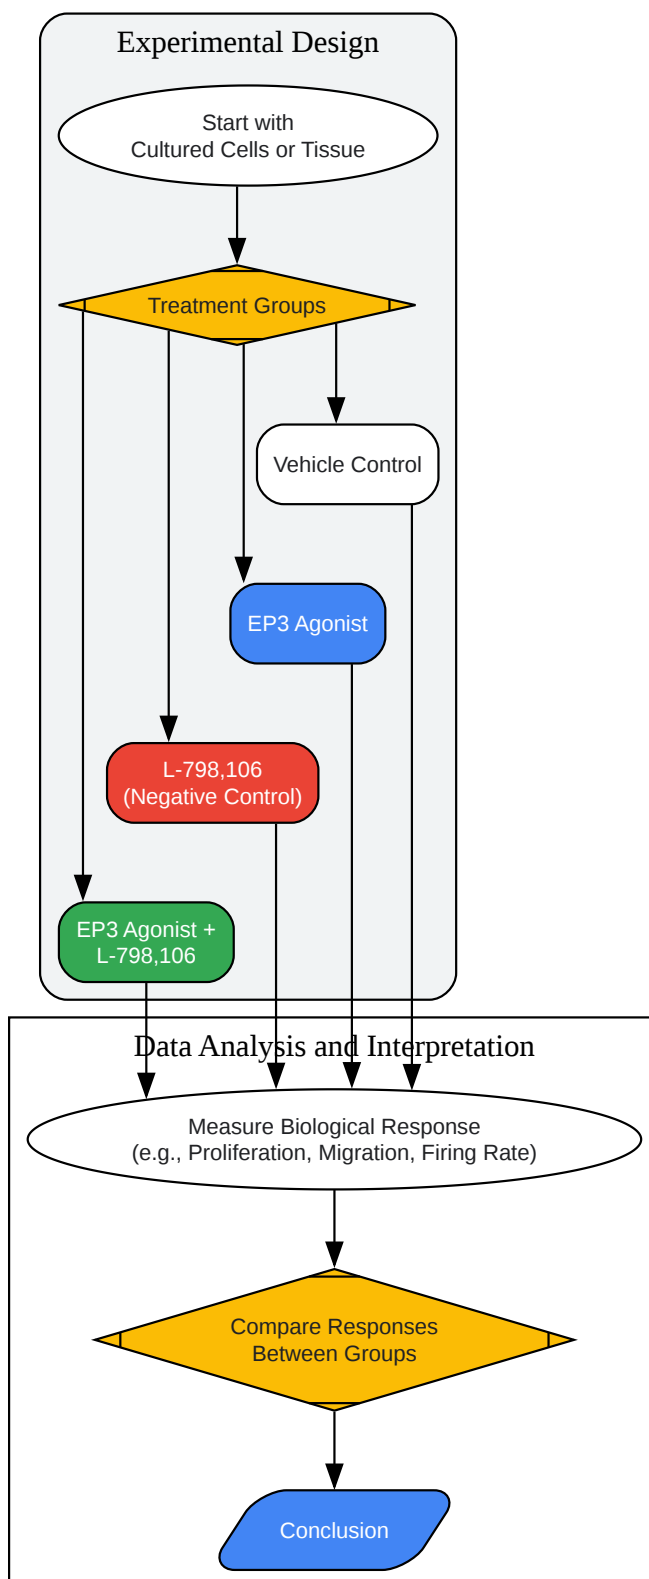 Experimental Design
Start with
Cultured Cells or Tissue
Treatment Groups
Vehicle Control
EP3 Agonist
L-798,106
(Negative Control)
EP3 Agonist +
L-798,106
Data Analysis and Interpretation
Measure Biological Response
(e.g., Proliferation, Migration, Firing Rate)
Compare Responses
Between Groups
Conclusion